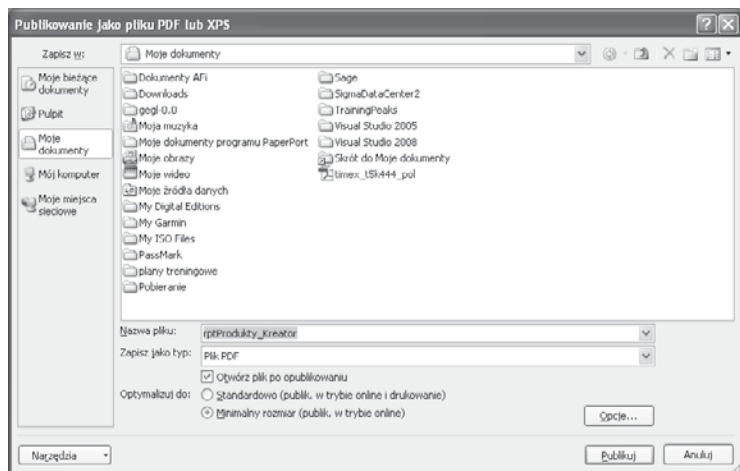 Publikowanie jako pliku PDF lub XPS
Zapisz w:
Moje dokumenty
Moje bieżące
dokumenty
Pulpit
Moje
dokumenty
Mój komputer
Moje miejsca
sieciowe
Dokumenty AFi
Downloads
gegl-0.0
Moja muzyka
Moje dokumenty programu PaperPort
Moje obrazy
Moje wideo
Moje źródła danych
My Digital Editions
My Garmin
My ISO Files
PassMark
plany treningowe
Pobieranie
Sage
SigmaDataCenter2
TrainingPeaks
Visual Studio 2005
Visual Studio 2008
Skrót do Moje dokumenty
timex_t5k444_pol
Nazwa pliku:
rptProdukty_Kreator
Zapisz jako typ:
Plik PDF
Otwórz plik po opublikowaniu
Optymalizuj do:
Standardowo (publik. w trybie online i drukowanie)
Minimalny rozmiar (publik. w trybie online)
Opcje...
Narzędzia
Publikuj
Anuluj